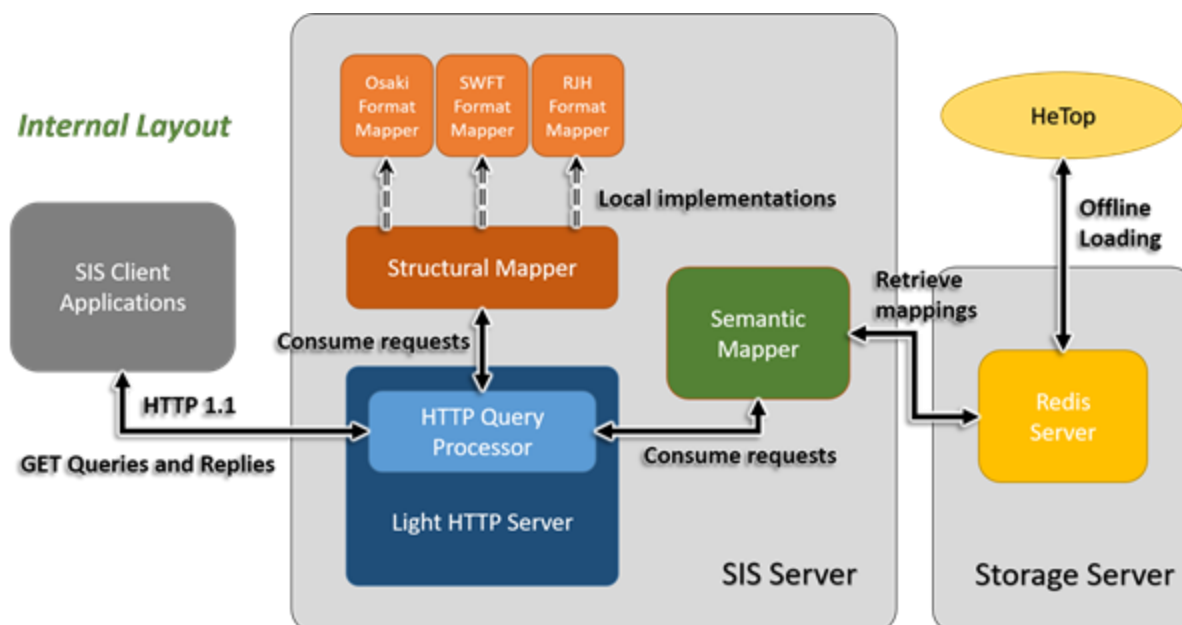 Internal Layout
SIS Client
Applications
HTTP 1.1
GET Queries and Replies
Osaki
Format
Mapper
SWFT
Format
Mapper
RJH
Format
Mapper
Local implementations
Structural Mapper
Consume requests
HTTP Query
Processor
Light HTTP Server
Semantic
Mapper
Consume requests
SIS Server
Retrieve
mappings
HeTop
Offline
Loading
Redis
Server
Storage Server